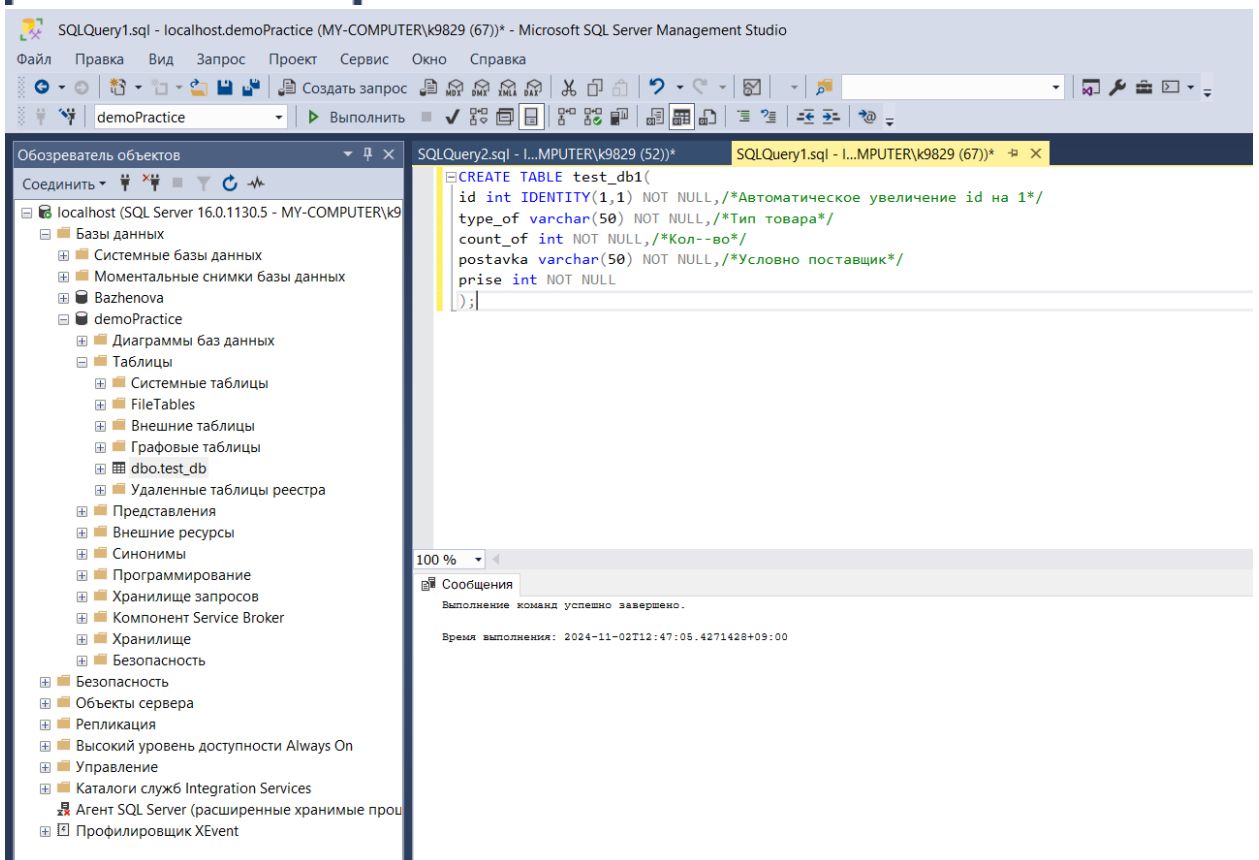 SQLQuery1.sql - localhost.demoPractice (MY-COMPUTER\k9829 (67))* - Microsoft SQL Server Management Studio
Файл Правка Вид Запрос Проект Сервис Окно Справка
Создать запрос MDX DMX XMLA DAX
demoPractice Выполнить
Обозреватель объектов
Соединить
localhost (SQL Server 16.0.1130.5 - MY-COMPUTER\k9
Базы данных
Системные базы данных
Моментальные снимки базы данных
Bazhenova
demoPractice
Диаграммы баз данных
Таблицы
Системные таблицы
FileTables
Внешние таблицы
Графовые таблицы
dbo.test_db
Удаленные таблицы реестра
Представления
Внешние ресурсы
Синонимы
Программирование
Хранилище запросов
Компонент Service Broker
Хранилище
Безопасность
Безопасность
Объекты сервера
Репликация
Высокий уровень доступности Always On
Управление
Каталоги служб Integration Services
Агент SQL Server (расширенные хранимые проц
Профилировщик XEvent
SQLQuery2.sql - l...MPUTER\k9829 (52))* SQLQuery1.sql - l...MPUTER\k9829 (67))*
CREATE TABLE test_db1(
id int IDENTITY(1,1) NOT NULL,/*Автоматическое увеличение id на 1*/
type_of varchar(50) NOT NULL,/*Тип товара*/
count_of int NOT NULL,/*Кол--во*/
postavka varchar(50) NOT NULL,/*Условно поставщик*/
prise int NOT NULL
);
100 %
Сообщения
Выполнение команд успешно завершено.
Время выполнения: 2024-11-02T12:47:05.4271428+09:00